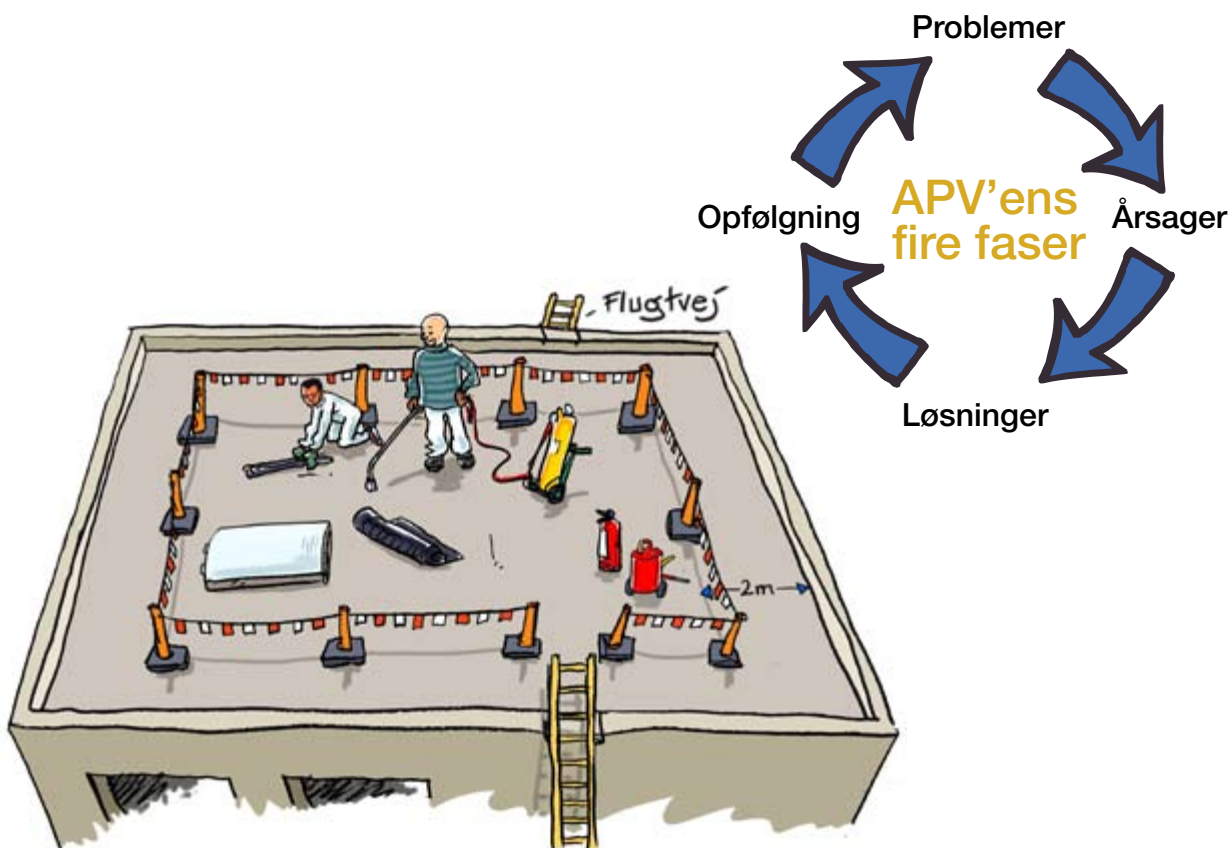 Problemer
APV'ens
fire faser
Opfølgning
Årsager
Løsninger
Flugtvej
2m